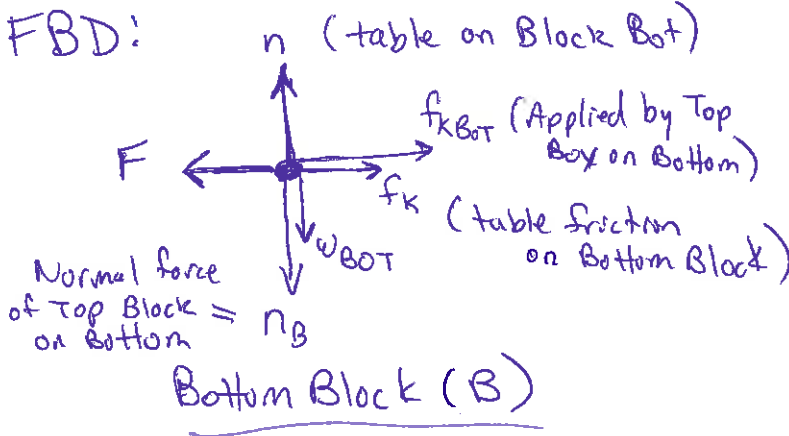 FBD:
n (table on Block Bot)
fKBOT (Applied by Top
Box on Bottom)
F
fK (table friction
on Bottom Block)
wBOT
Normal force
of Top Block =
on Bottom
nB
Bottom Block (B)